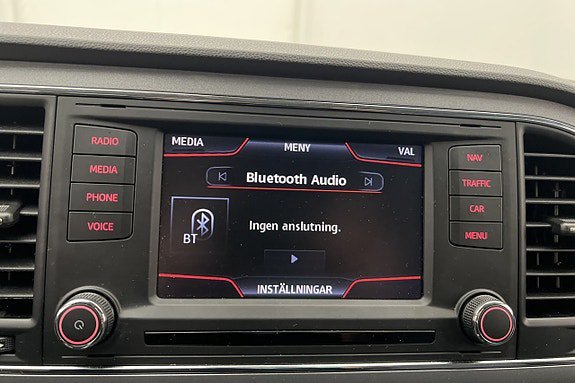 RADIO
MEDIA
PHONE
VOICE
MEDIA MENY VAL
Bluetooth Audio
BT
Ingen anslutning.
INSTÄLLNINGAR
NAV
TRAFFIC
CAR
MENU